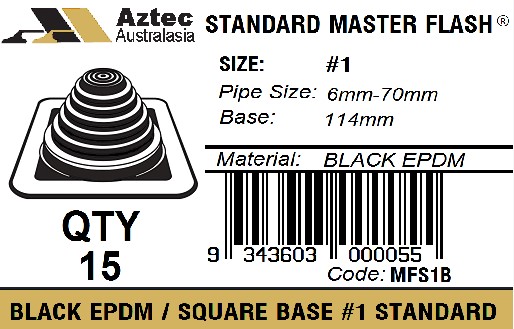 Aztec
Australasia
STANDARD MASTER FLASH®
SIZE: #1
Pipe Size: 6mm-70mm
Base: 114mm
Material: BLACK EPDM
QTY
15
9 343603 000055
Code: MFS1B
BLACK EPDM / SQUARE BASE #1 STANDARD